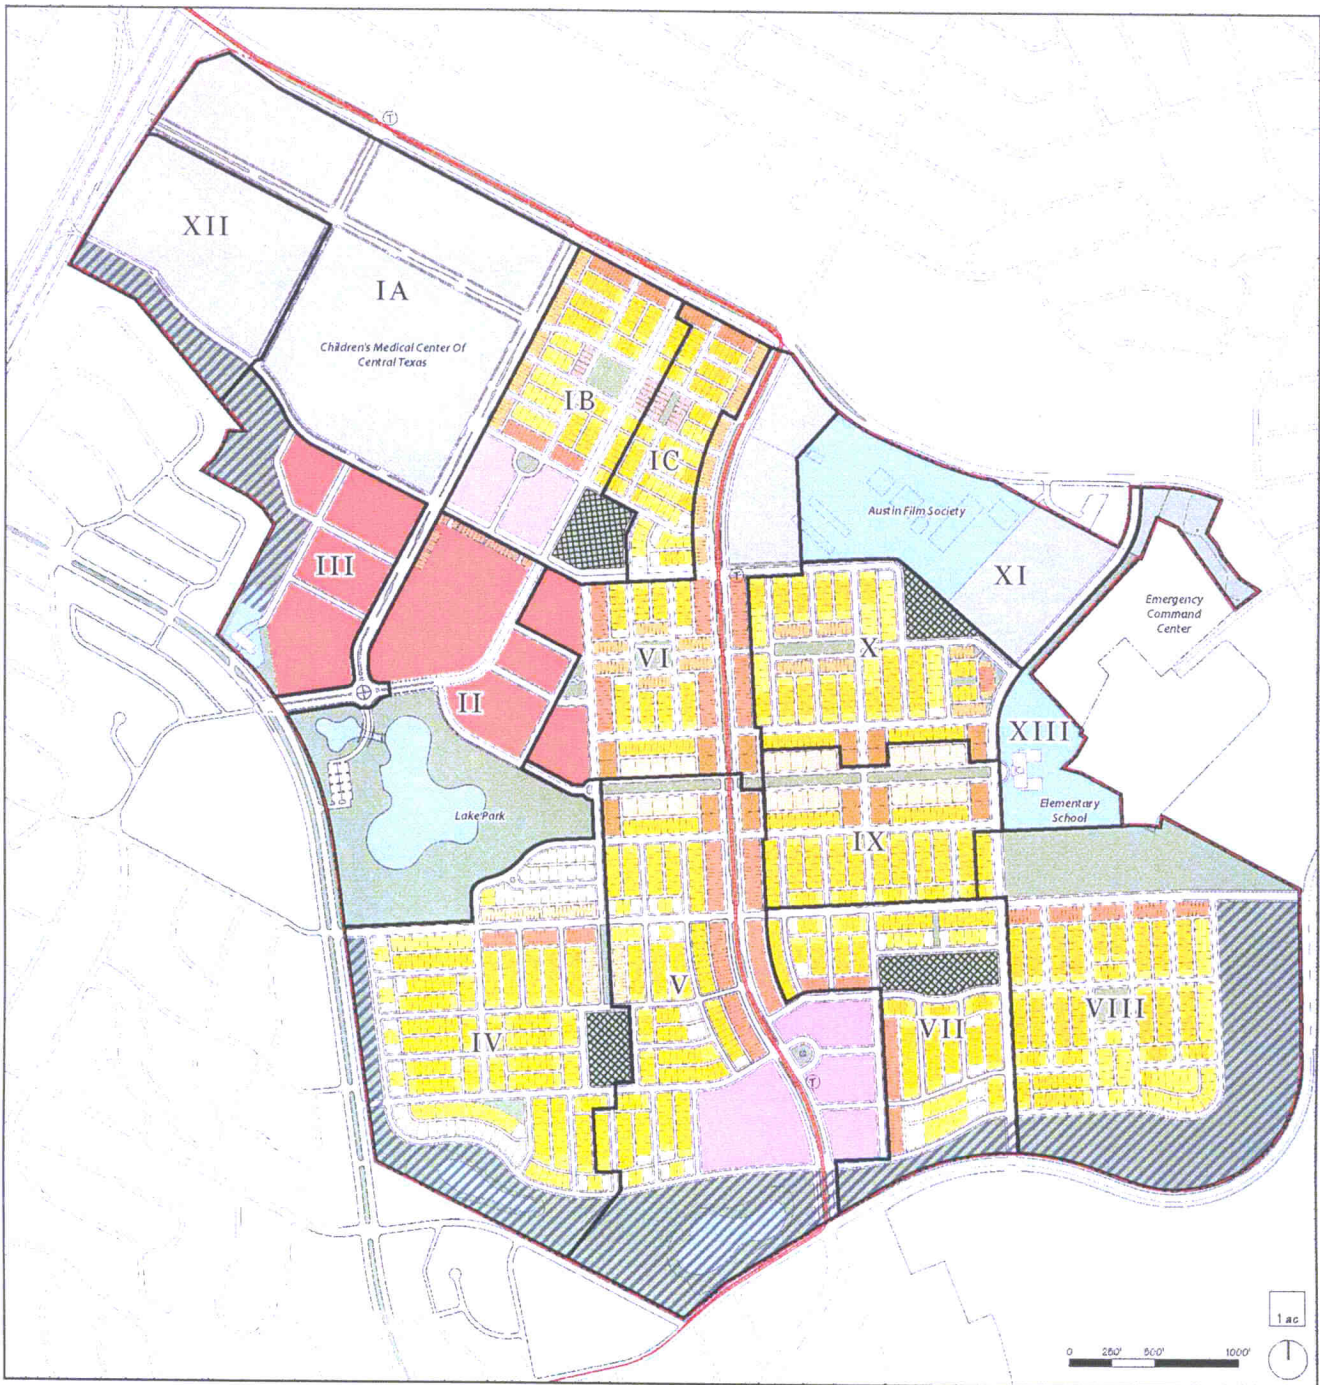 T
XII
IA
Children's Medical Center Of
Central Texas
IB
IC
Austin Film Society
III
XI
Emergency
Command
Center
VI
X
II
XIII
Elementary
School
Lake Park
IX
V
IV
VII
VIII
T
1 ac
0 250' 500' 1000'